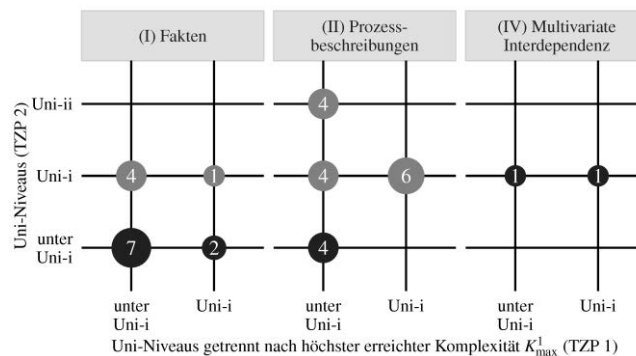 (I) Fakten
(II) Prozess-
beschreibungen
(IV) Multivariate
Interdependenz
Uni-Niveaus (TZP 2)
Uni-ii
4
Uni-i
4
1
4
6
1
1
unter
Uni-i
7
2
4
unter
Uni-i
Uni-i
unter
Uni-i
Uni-i
unter
Uni-i
Uni-i
Uni-Niveaus getrennt nach höchster erreichter Komplexität K¹max (TZP 1)